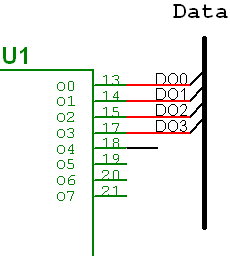 Data
U1
O0 13 DO0
O1 14 DO1
O2 15 DO2
O3 17 DO3
O4 18
O5 19
O6 20
O7 21